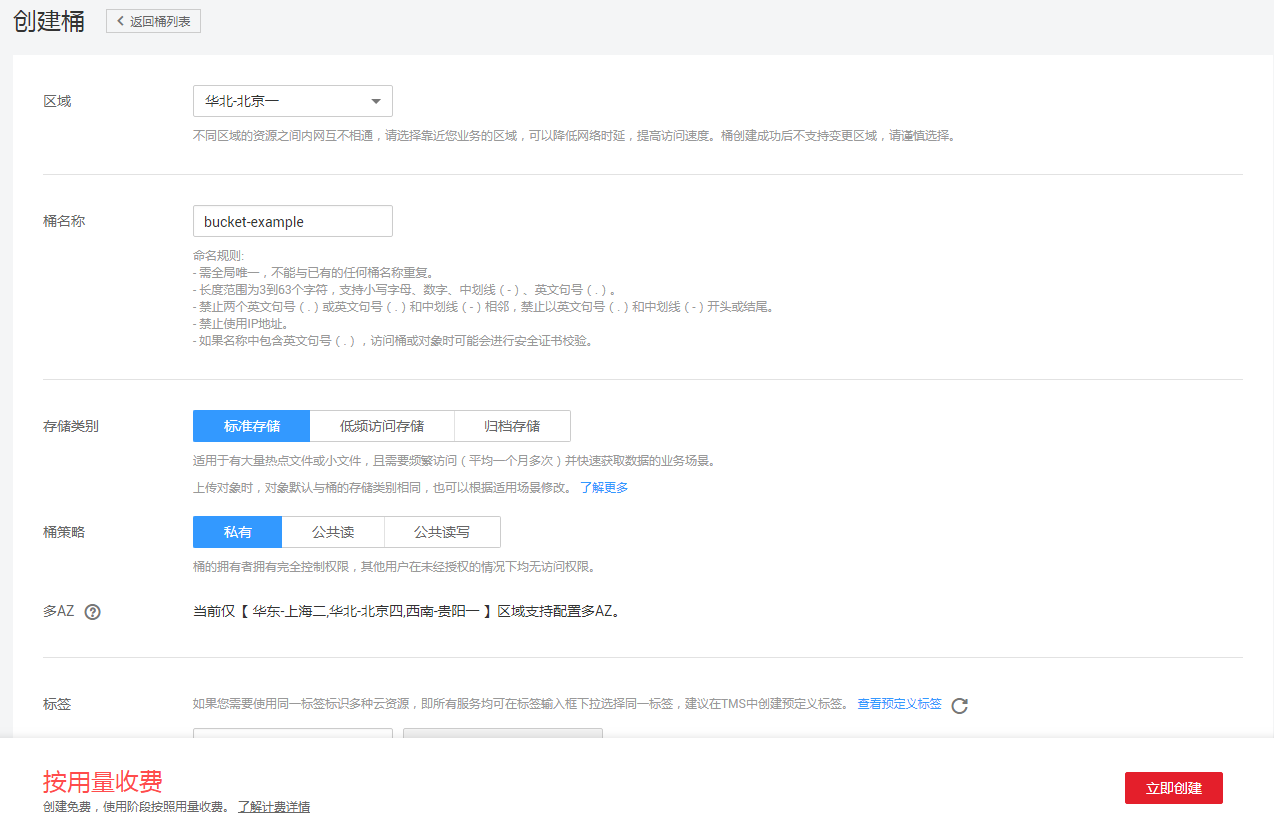 创建桶
返回桶列表
区域
华北-北京一
不同区域的资源之间内网互不相通，请选择靠近您业务的区域，可以降低网络时延，提高访问速度。桶创建成功后不支持变更区域，请谨慎选择。
桶名称
bucket-example
命名规则:
- 需全局唯一，不能与已有的任何桶名称重复。
- 长度范围为3到63个字符，支持小写字母、数字、中划线（-）、英文句号（.）。
- 禁止两个英文句号（.）或英文句号（.）和中划线（-）相邻，禁止以英文句号（.）和中划线（-）开头或结尾。
- 禁止使用IP地址。
- 如果名称中包含英文句号（.），访问桶或对象时可能会进行安全证书校验。
存储类别
标准存储 低频访问存储 归档存储
适用于有大量热点文件或小文件，且需要频繁访问（平均一个月多次）并快速获取数据的业务场景。
上传对象时，对象默认与桶的存储类别相同，也可以根据适用场景修改。 了解更多
桶策略
私有 公共读 公共读写
桶的拥有者拥有完全控制权限，其他用户在未经授权的情况下均无访问权限。
多AZ ?
当前仅【 华东-上海二,华北-北京四,西南-贵阳一 】区域支持配置多AZ。
标签
如果您需要使用同一标签标识多种云资源，即所有服务均可在标签输入框下拉选择同一标签，建议在TMS中创建预定义标签。 查看预定义标签
按用量收费
创建免费，使用阶段按照用量收费。 了解计费详情
立即创建